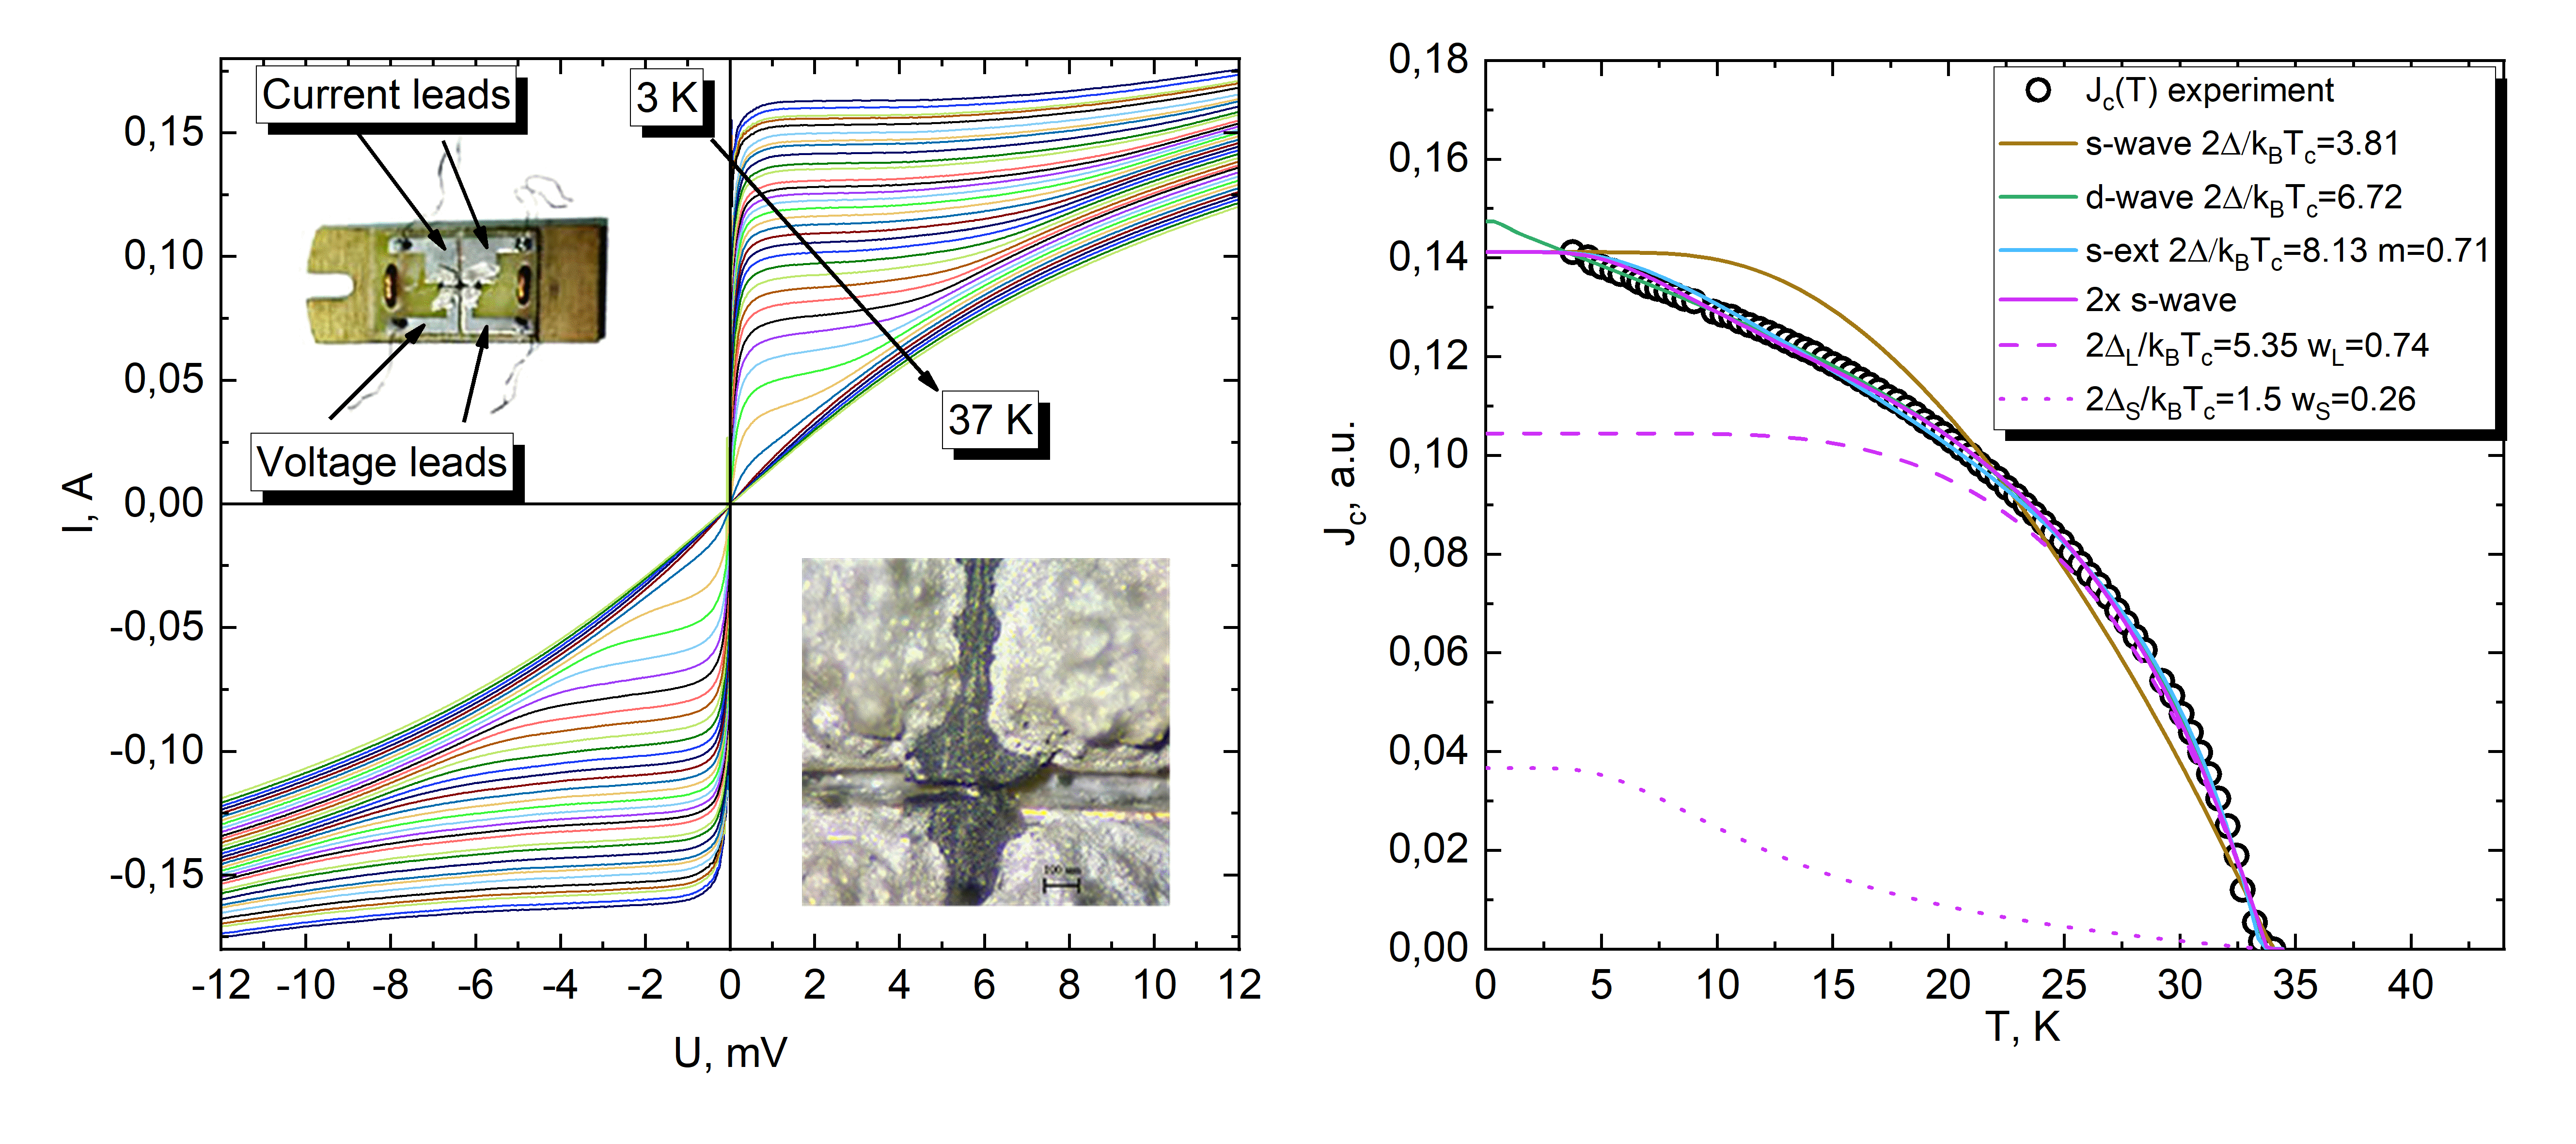 Current leads
3 K
37 K
Voltage leads
0,15
0,10
0,05
0,00
-0,05
-0,10
-0,15
I, A
-12 -10 -8 -6 -4 -2 0 2 4 6 8 10 12
U, mV
0,18
0,16
0,14
0,12
0,10
0,08
0,06
0,04
0,02
0,00
J_c, a.u.
J_c(T) experiment
s-wave 2Δ/k_BT_c=3.81
d-wave 2Δ/k_BT_c=6.72
s-ext 2Δ/k_BT_c=8.13 m=0.71
2x s-wave
2Δ_L/k_BT_c=5.35 w_L=0.74
2Δ_S/k_BT_c=1.5 w_S=0.26
0 5 10 15 20 25 30 35 40
T, K